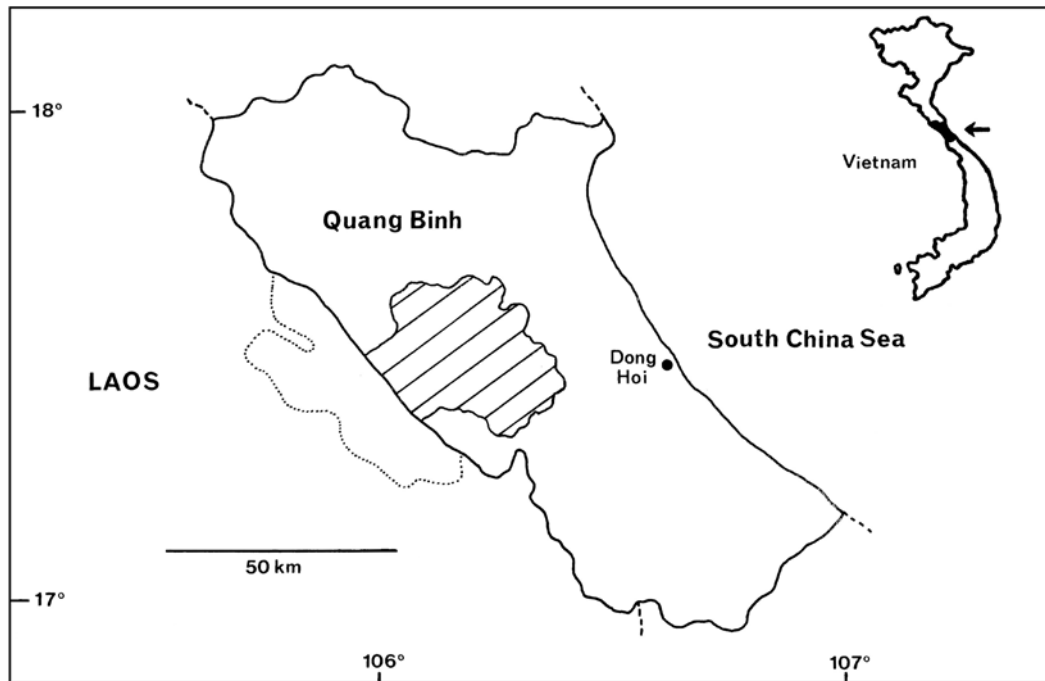 18°
Vietnam
Quang Binh
South China Sea
Dong
Hoi
LAOS
50 km
17°
106°
107°